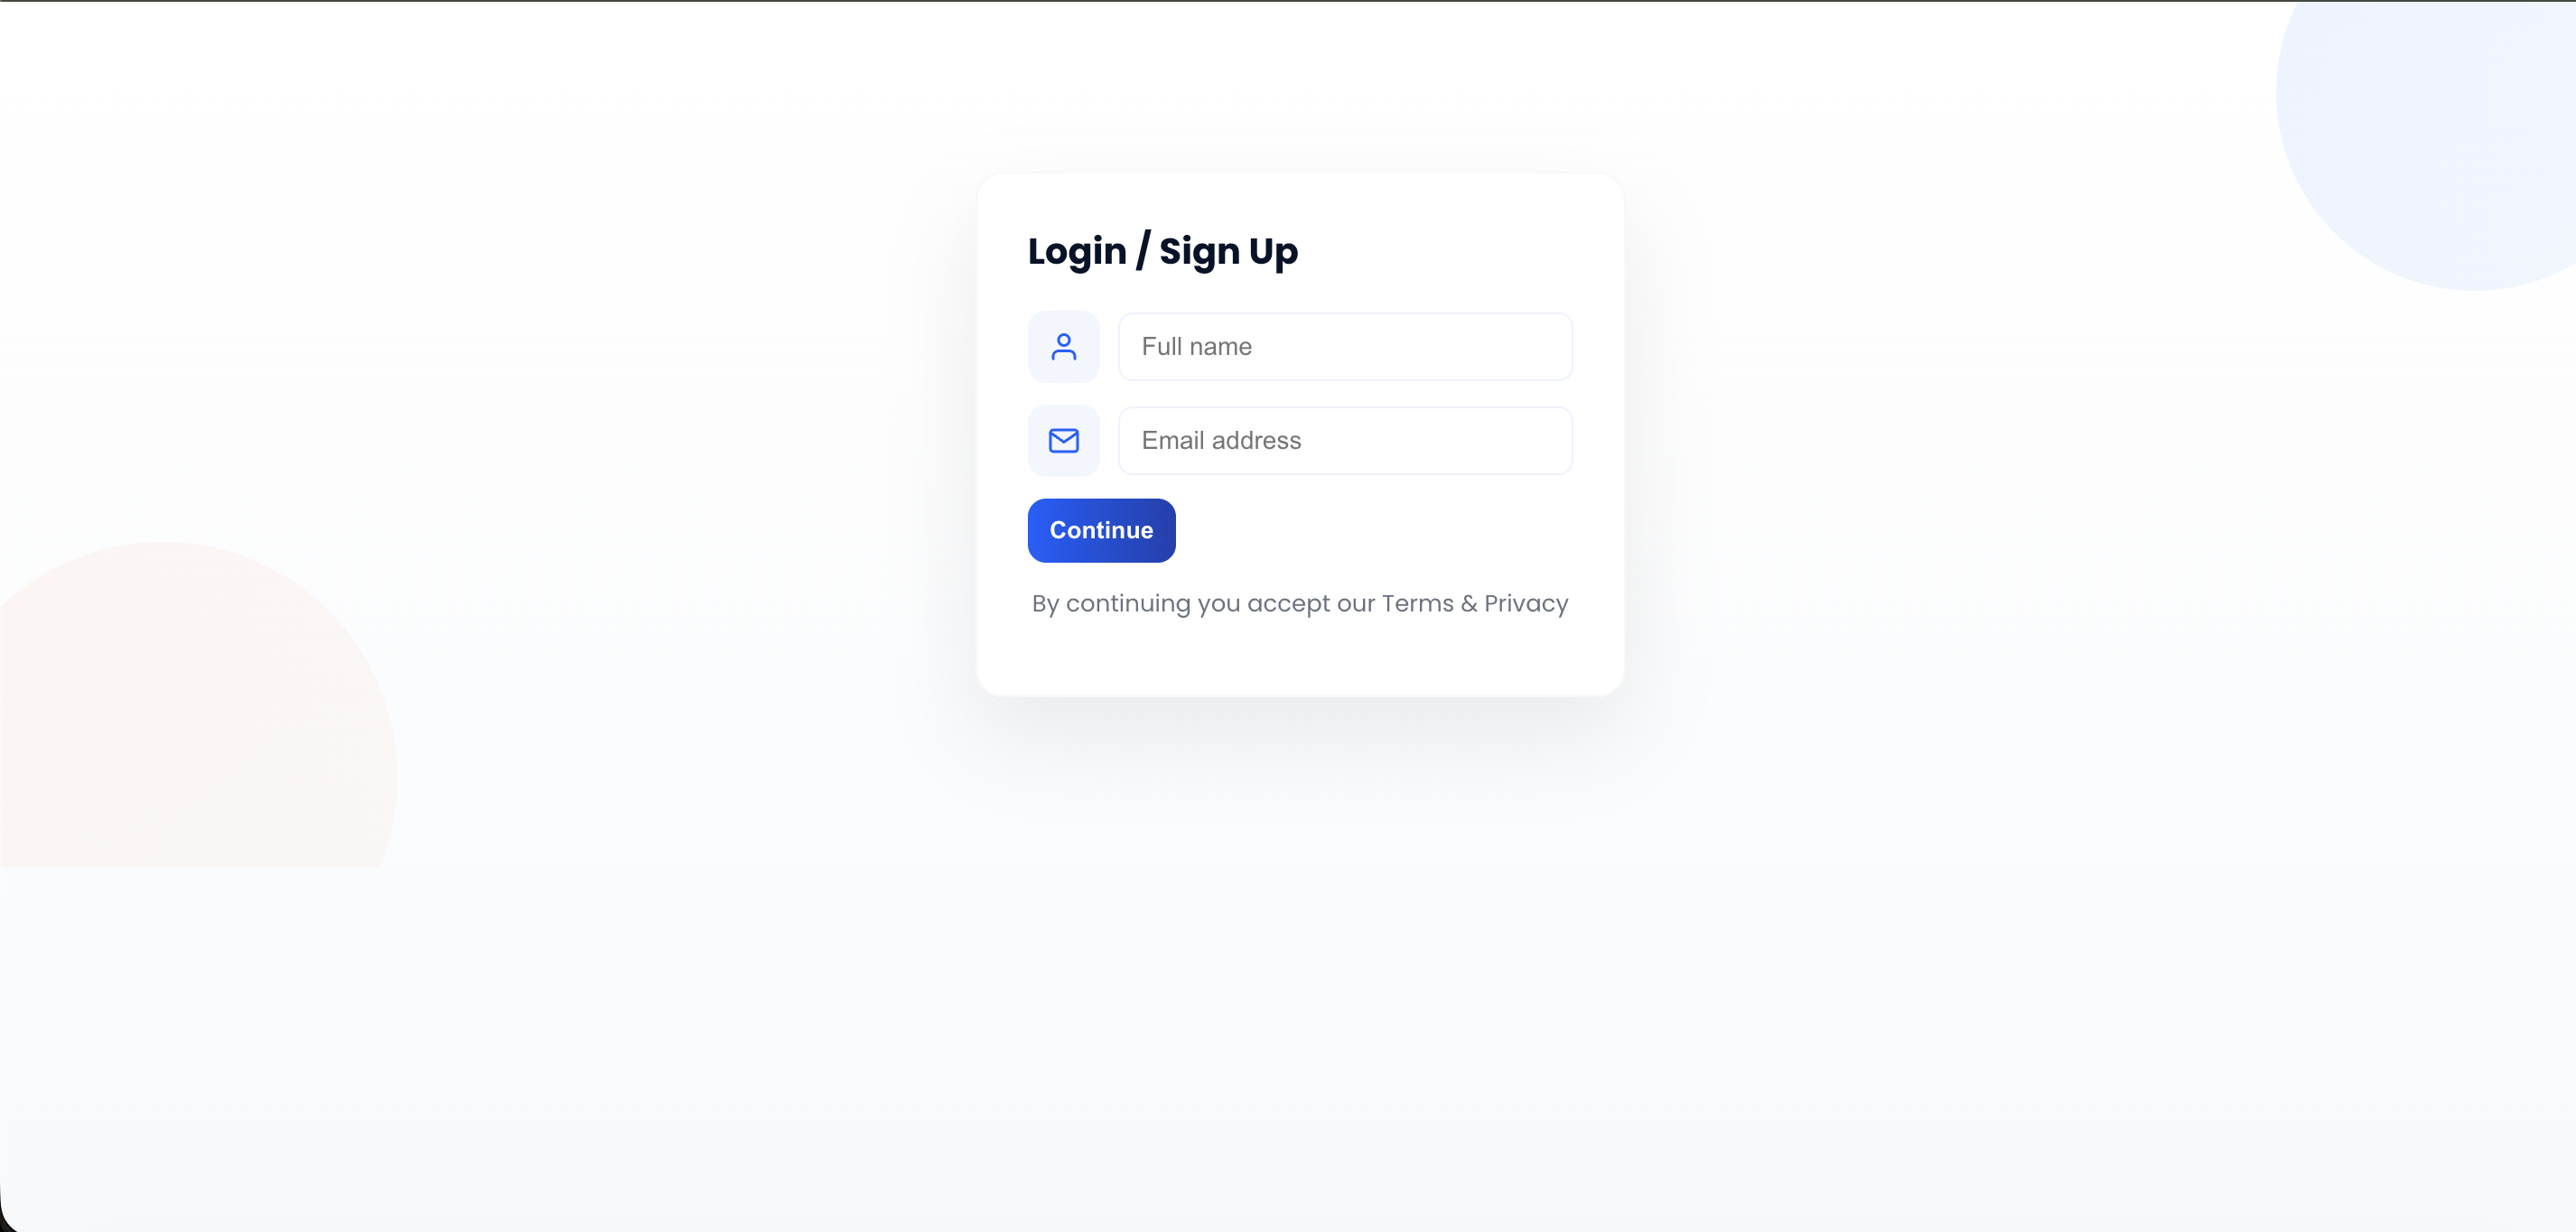 Login / Sign Up
Full name
Email address
Continue
By continuing you accept our Terms & Privacy